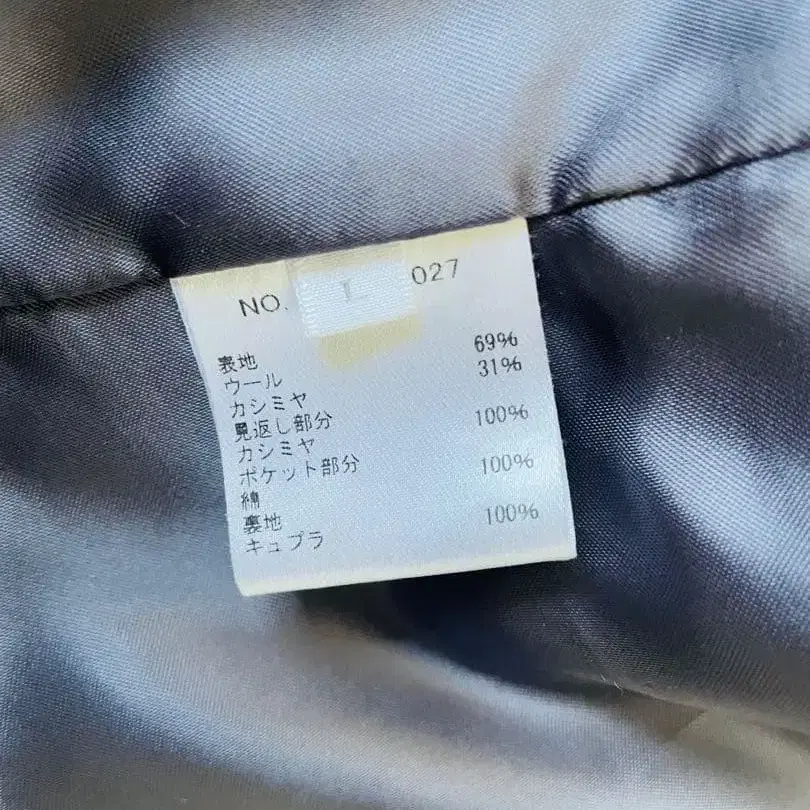 NO. L 027
表地
ウール 69%
カシミヤ 31%
見返し部分
カシミヤ 100%
ポケット部分
綿 100%
裏地
キュプラ 100%